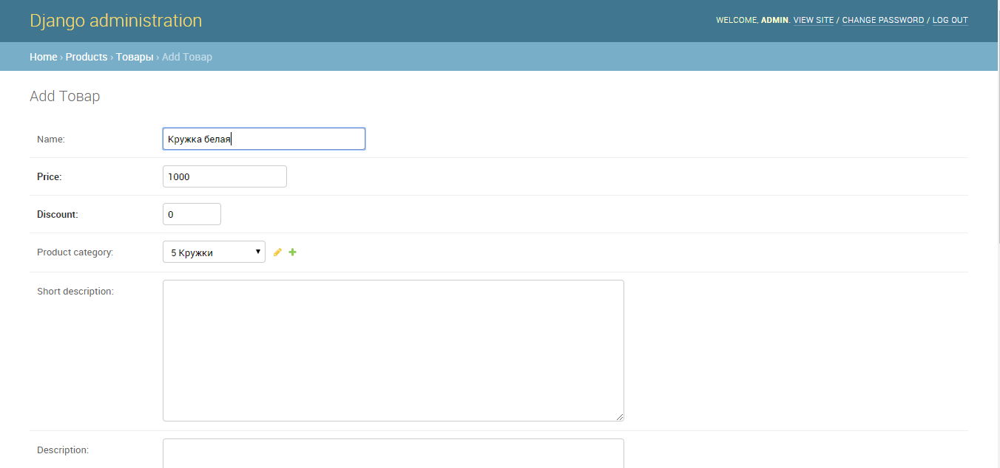 Django administration
WELCOME, ADMIN. VIEW SITE / CHANGE PASSWORD / LOG OUT
Home › Products › Товары › Add Товар
Add Товар
Name: Кружка белая
Price: 1000
Discount: 0
Product category: 5 Кружки
Short description:
Description: